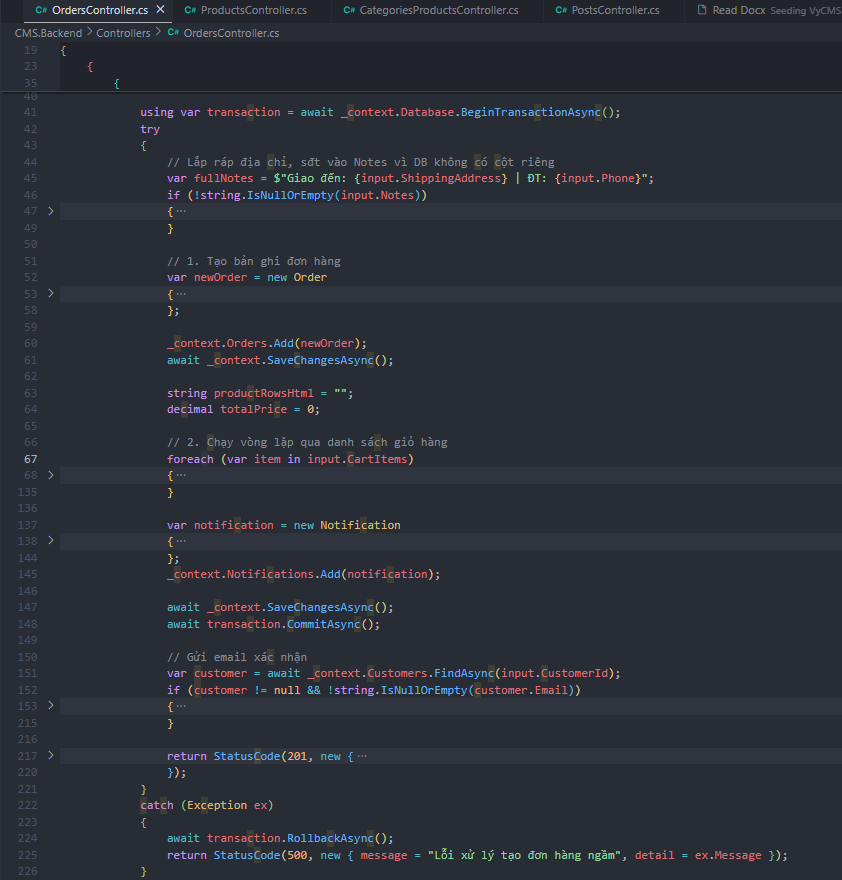 C# OrdersController.cs × C# ProductsController.cs C# CategoriesProductsController.cs C# PostsController.cs Read Docx Seeding VyCMS
CMS.Backend > Controllers > C# OrdersController.cs
19 {
23 {
35 {
40
41 using var transaction = await _context.Database.BeginTransactionAsync();
42 try
43 {
44 // Lắp ráp địa chỉ, sđt vào Notes vì DB không có cột riêng
45 var fullNotes = $"Giao đến: {input.ShippingAddress} | ĐT: {input.Phone}";
46 if (!string.IsNullOrEmpty(input.Notes))
47 > { ···
49 }
50
51 // 1. Tạo bản ghi đơn hàng
52 var newOrder = new Order
53 > { ···
58 };
59
60 _context.Orders.Add(newOrder);
61 await _context.SaveChangesAsync();
62
63 string productRowsHtml = "";
64 decimal totalPrice = 0;
65
66 // 2. Chạy vòng lặp qua danh sách giỏ hàng
67 foreach (var item in input.CartItems)
68 > { ···
135 }
136
137 var notification = new Notification
138 > { ···
144 };
145 _context.Notifications.Add(notification);
146
147 await _context.SaveChangesAsync();
148 await transaction.CommitAsync();
149
150 // Gửi email xác nhận
151 var customer = await _context.Customers.FindAsync(input.CustomerId);
152 if (customer != null && !string.IsNullOrEmpty(customer.Email))
153 > { ···
215 }
216
217 > return StatusCode(201, new { ···
220 });
221 }
222 catch (Exception ex)
223 {
224 await transaction.RollbackAsync();
225 return StatusCode(500, new { message = "Lỗi xử lý tạo đơn hàng ngầm", detail = ex.Message });
226 }